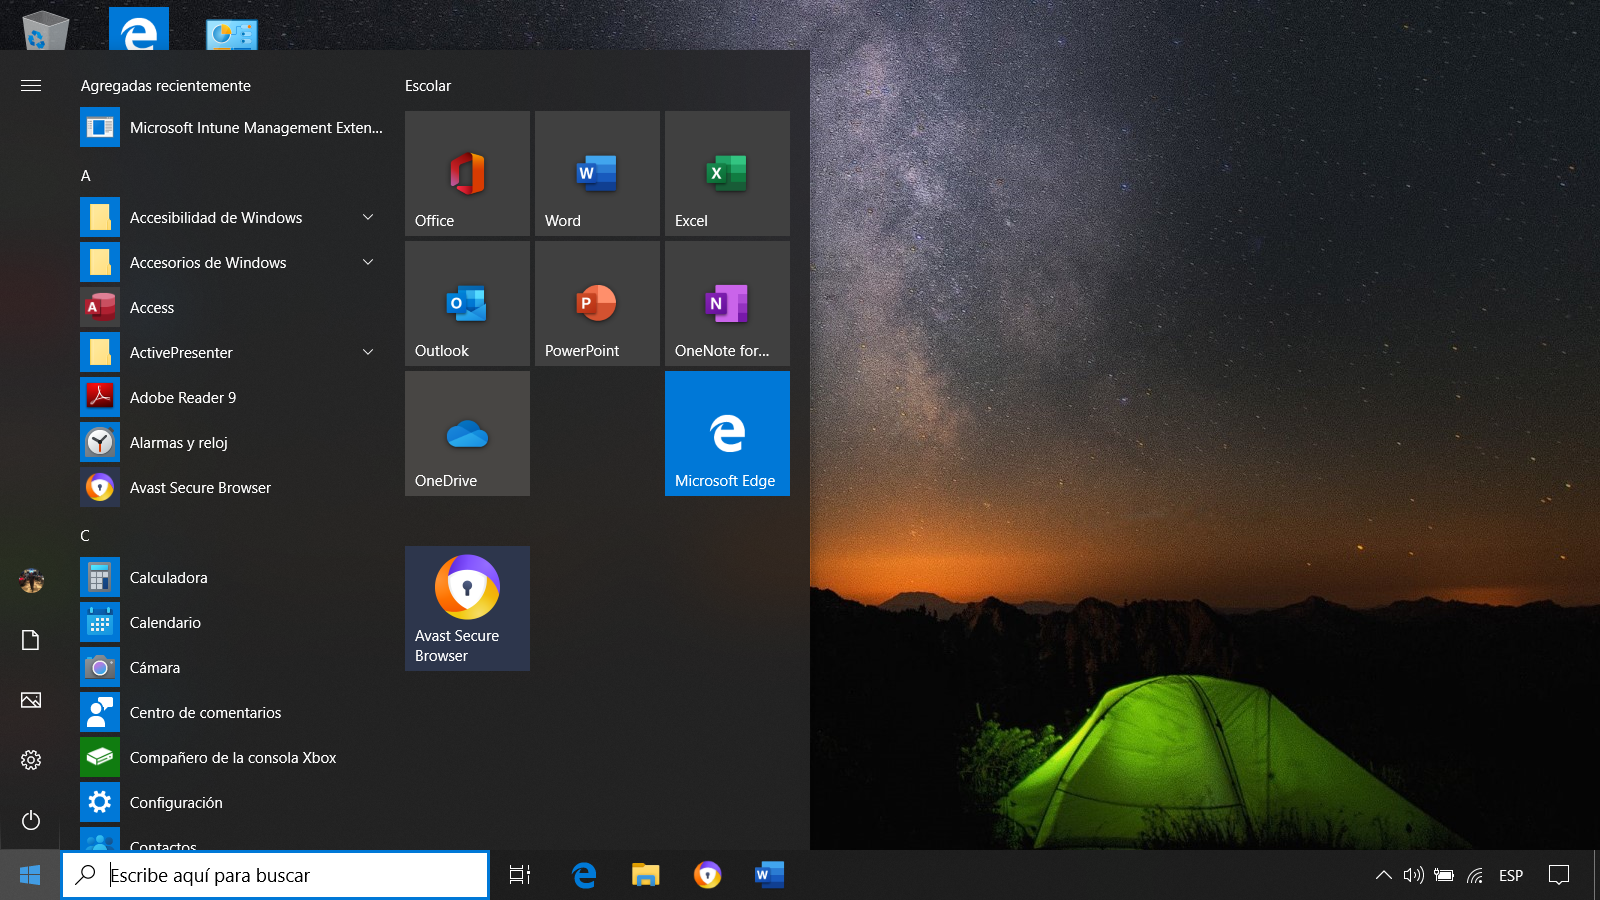 Agregadas recientemente
Microsoft Intune Management Exten...
A
Accesibilidad de Windows
Accesorios de Windows
Access
ActivePresenter
Adobe Reader 9
Alarmas y reloj
Avast Secure Browser
C
Calculadora
Calendario
Cámara
Centro de comentarios
Compañero de la consola Xbox
Configuración
Contactos
Escolar
Office
Word
Excel
Outlook
PowerPoint
OneNote for...
OneDrive
Microsoft Edge
Avast Secure
Browser
Escribe aquí para buscar
ESP